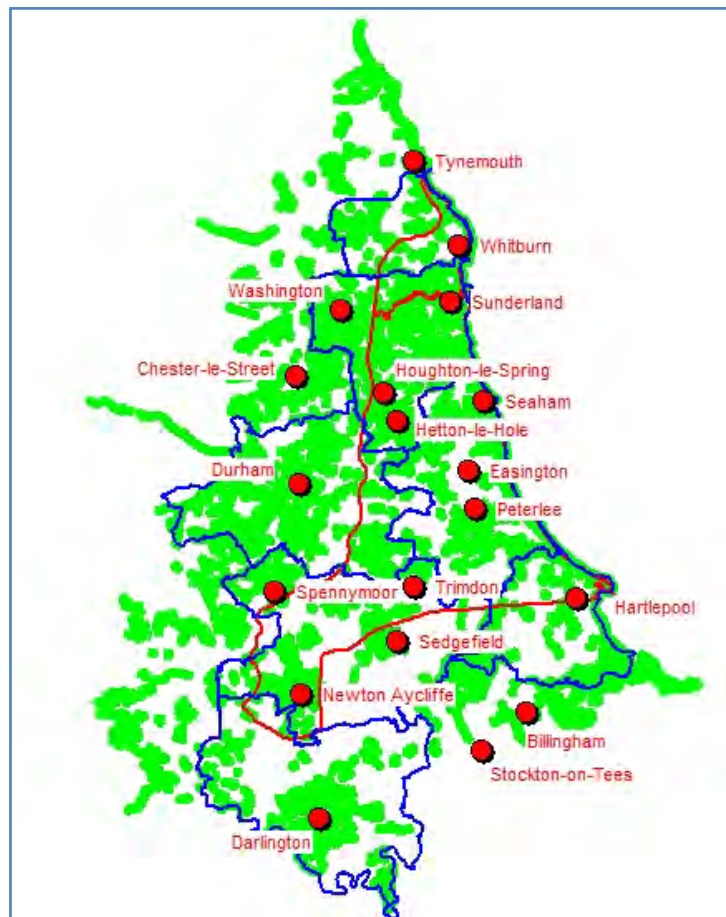 Tynemouth
Whitburn
Washington
Sunderland
Chester-le-Street
Houghton-le-Spring
Seaham
Hetton-le-Hole
Durham
Easington
Peterlee
Spennymoor
Trimdon
Hartlepool
Sedgefield
Newton Aycliffe
Billingham
Stockton-on-Tees
Darlington